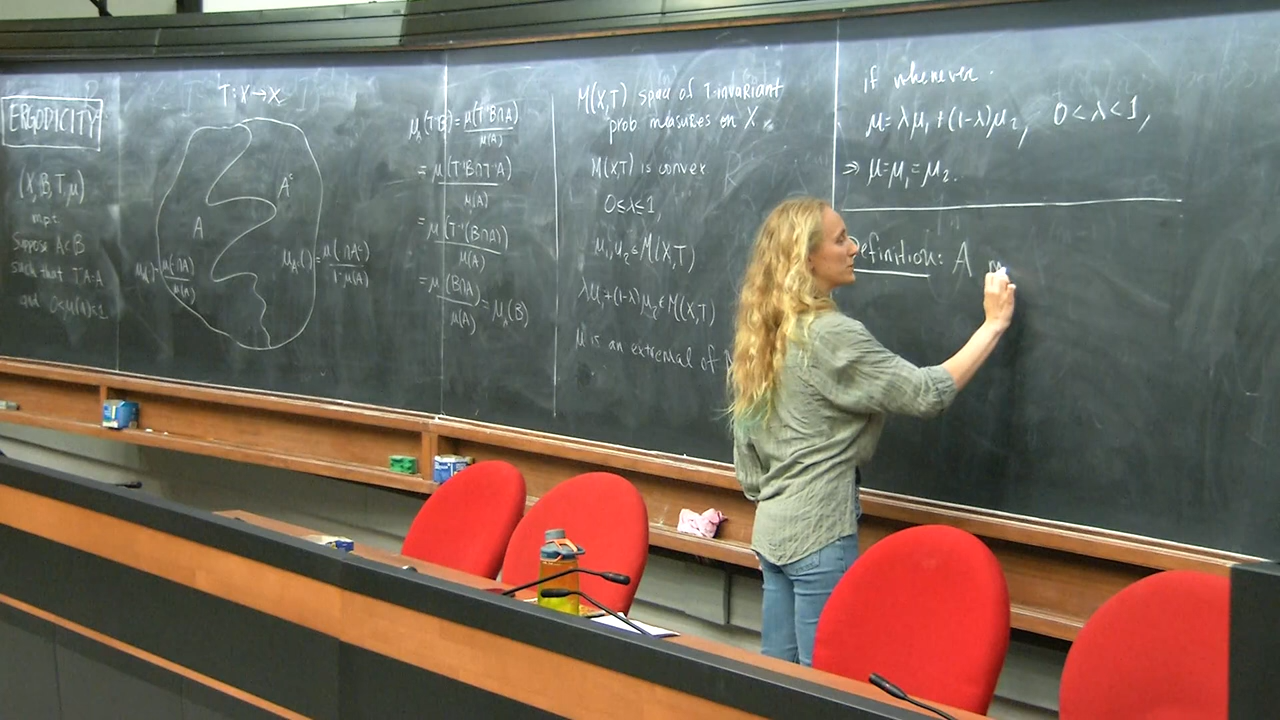 ERGODICITY
(X, B, T, μ)
mpt
Suppose A∈B
such that T⁻¹A=A
and 0<μ(A)<1
T: X→X
A
Aᶜ
μ_A(·)=μ(·∩A)/μ(A)
μ_Aᶜ(·)=μ(·∩Aᶜ)/1-μ(A)
μ_A(T⁻¹B)=μ(T⁻¹B∩A)/μ(A)
=μ(T⁻¹B∩T⁻¹A)/μ(A)
=μ(T⁻¹(B∩A))/μ(A)
=μ(B∩A)/μ(A)=μ_A(B)
M(X,T) space of T-invariant
prob measures on X.
M(X,T) is convex
0≤λ≤1,
μ₁,μ₂∈M(X,T)
λμ₁+(1-λ)μ₂∈M(X,T)
μ is an extremal of
if whenever
μ=λμ₁+(1-λ)μ₂, 0<λ<1,
⇒ μ=μ₁=μ₂.
Definition: A m